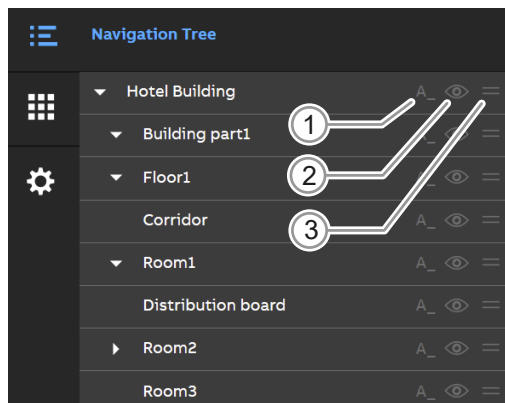 Navigation Tree
Hotel Building A_
Building part1 A_
1
Floor1 A_
2
Corridor A_
3
Room1 A_
Distribution board A_
Room2 A_
Room3 A_